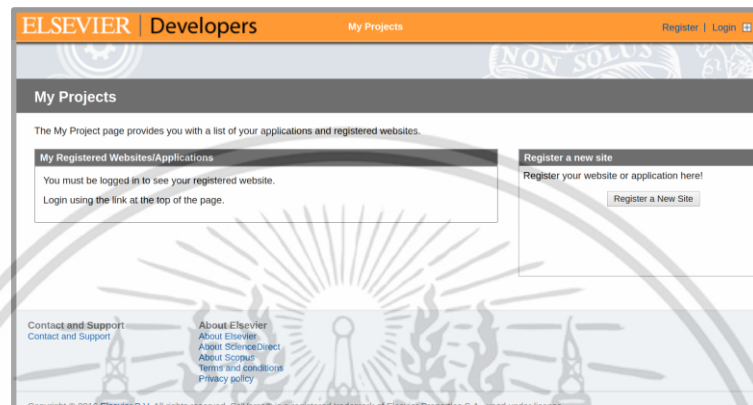 ELSEVIER | Developers
My Projects
Register | Login
NON SOLUS
My Projects
The My Project page provides you with a list of your applications and registered websites.
My Registered Websites/Applications
You must be logged in to see your registered website.
Login using the link at the top of the page.
Register a new site
Register your website or application here!
Register a New Site
Contact and Support
Contact and Support
About Elsevier
About Elsevier
About ScienceDirect
About Scopus
Terms and conditions
Privacy policy